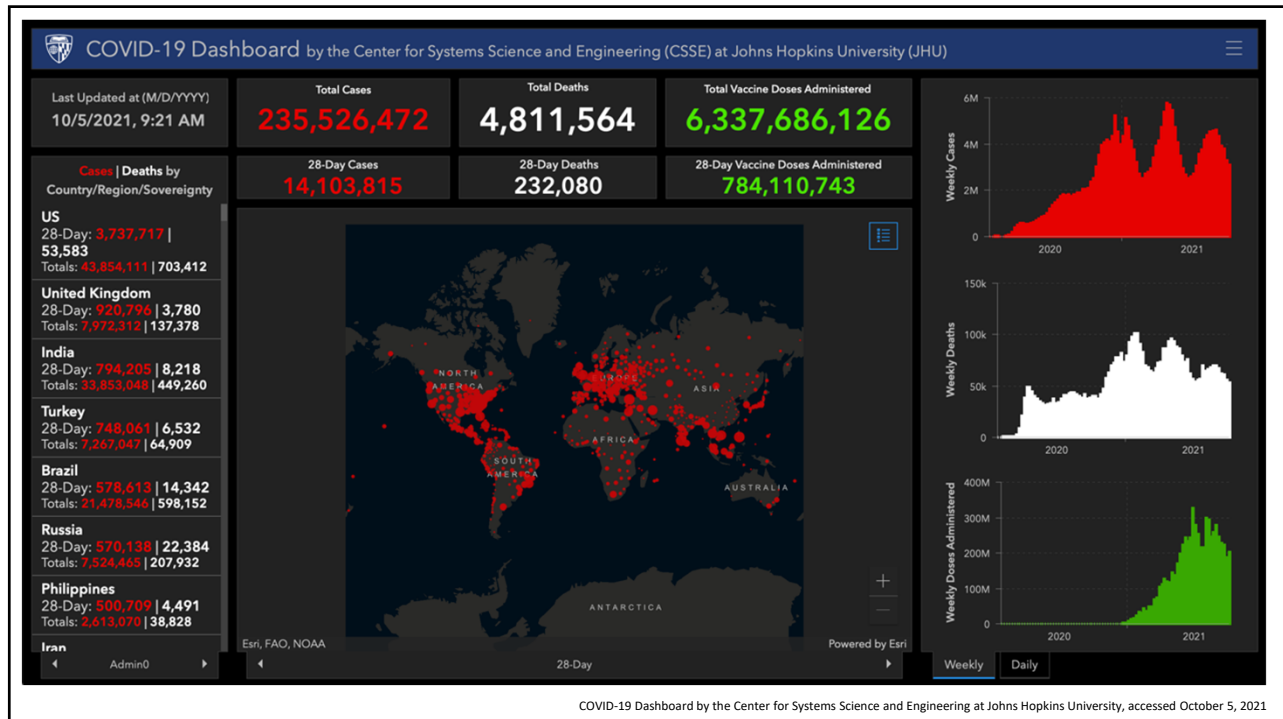 COVID-19 Dashboard by the Center for Systems Science and Engineering (CSSE) at Johns Hopkins University (JHU)
Last Updated at (M/D/YYYY)
10/5/2021, 9:21 AM
Cases | Deaths by
Country/Region/Sovereignty
US
28-Day: 3,737,717 |
53,583
Totals: 43,854,111 | 703,412
United Kingdom
28-Day: 920,796 | 3,780
Totals: 7,972,312 | 137,378
India
28-Day: 794,205 | 8,218
Totals: 33,853,048 | 449,260
Turkey
28-Day: 748,061 | 6,532
Totals: 7,267,047 | 64,909
Brazil
28-Day: 578,613 | 14,342
Totals: 21,478,546 | 598,152
Russia
28-Day: 570,138 | 22,384
Totals: 7,524,465 | 207,932
Philippines
28-Day: 500,709 | 4,491
Totals: 2,613,070 | 38,828
Iran
Admin0
Total Cases
235,526,472
Total Deaths
4,811,564
Total Vaccine Doses Administered
6,337,686,126
28-Day Cases
14,103,815
28-Day Deaths
232,080
28-Day Vaccine Doses Administered
784,110,743
NORTH
AMERICA
EUROPE
ASIA
AFRICA
SOUTH
AMERICA
AUSTRALIA
ANTARCTICA
+
−
Esri, FAO, NOAA
Powered by Esri
28-Day
Weekly Cases
6M
4M
2M
0
2020
2021
Weekly Deaths
150k
100k
50k
0
2020
2021
Weekly Doses Administered
400M
300M
200M
100M
0
2020
2021
Weekly
Daily
COVID-19 Dashboard by the Center for Systems Science and Engineering at Johns Hopkins University, accessed October 5, 2021